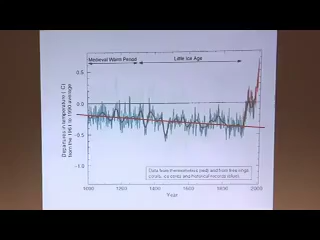 Medieval Warm Period
Little Ice Age
Departures in temperature (°C)
from the 1961 to 1990 average
0.5
0.0
-0.5
-1.0
1000
1200
1400
1600
1800
2000
Year
Data from thermometers (red) and from tree rings,
corals, ice cores and historical records (blue).